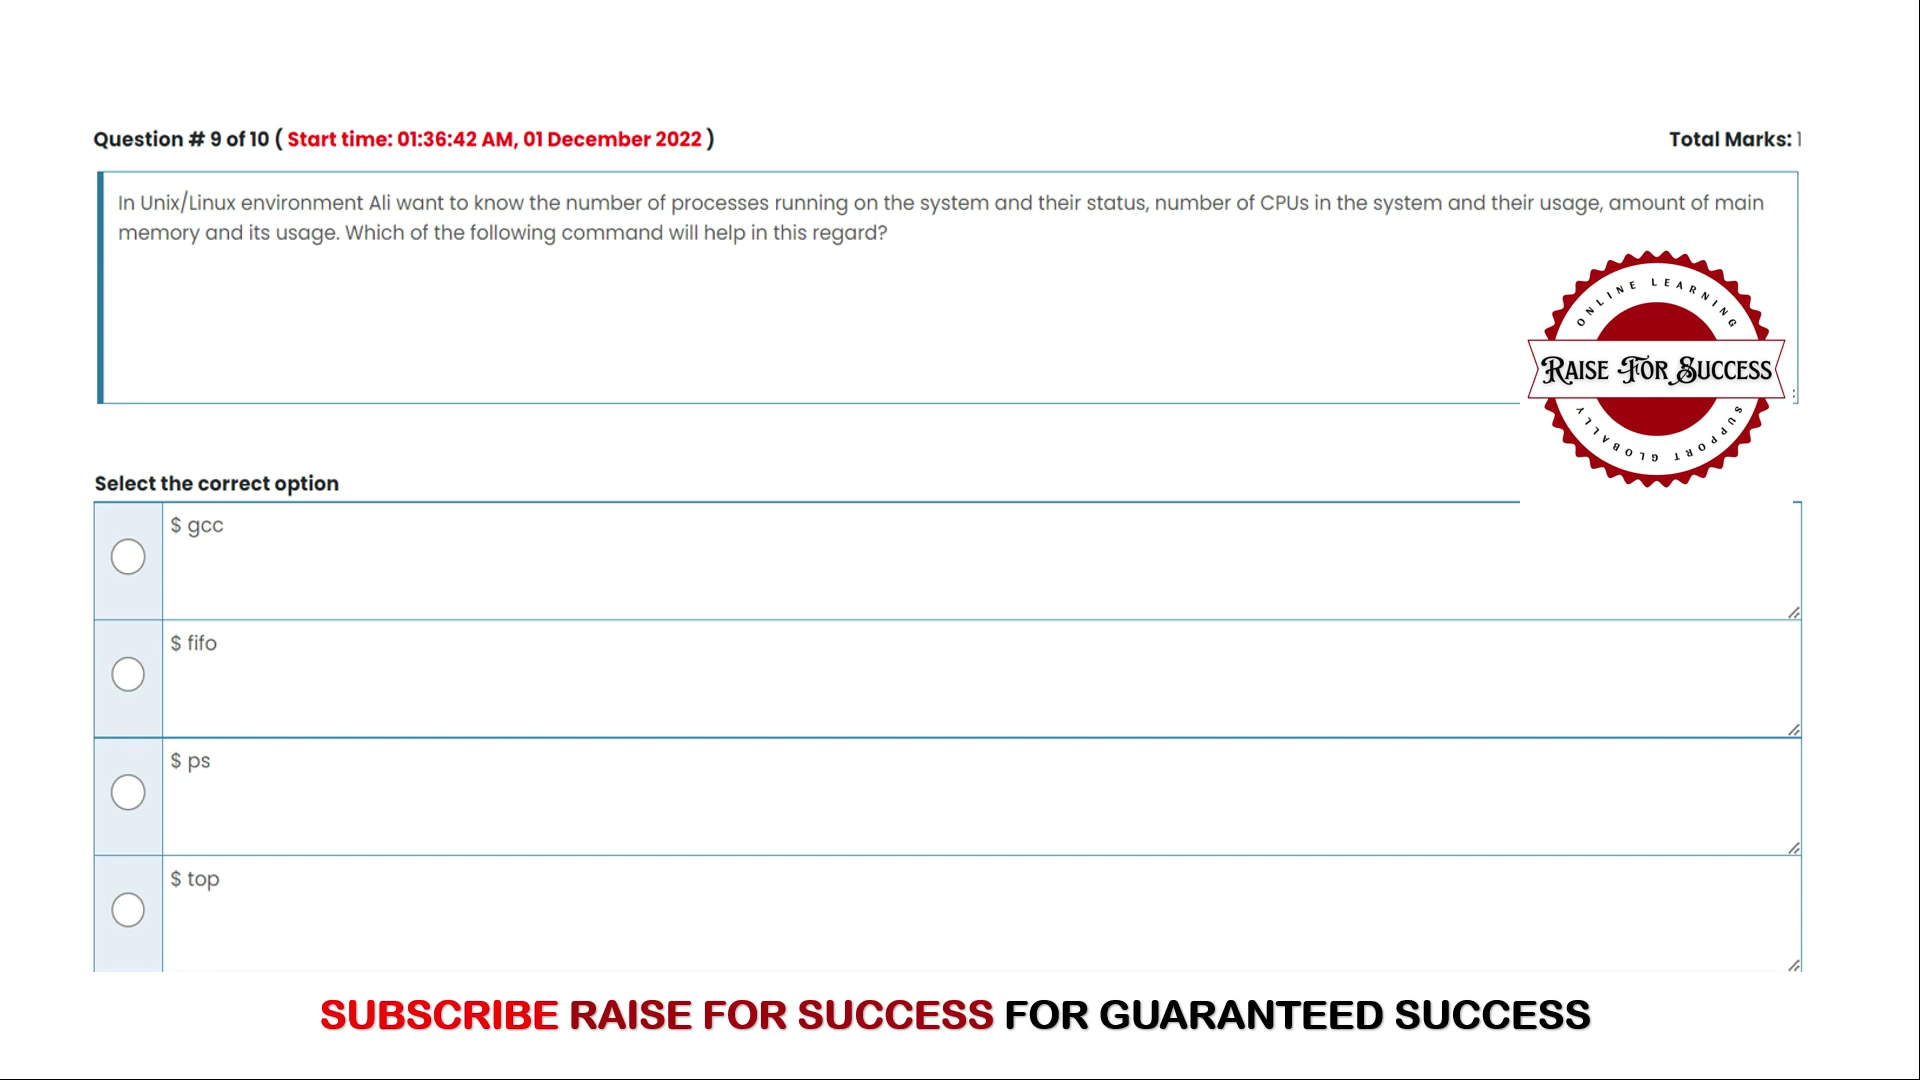 Question # 9 of 10 ( Start time: 01:36:42 AM, 01 December 2022 )
Total Marks: 1
In Unix/Linux environment Ali want to know the number of processes running on the system and their status, number of CPUs in the system and their usage, amount of main
memory and its usage. Which of the following command will help in this regard?
ONLINE LEARNING
RAISE FOR SUCCESS
SUPPORT GLOBALLY
Select the correct option
$ gcc
$ fifo
$ ps
$ top
SUBSCRIBE RAISE FOR SUCCESS FOR GUARANTEED SUCCESS